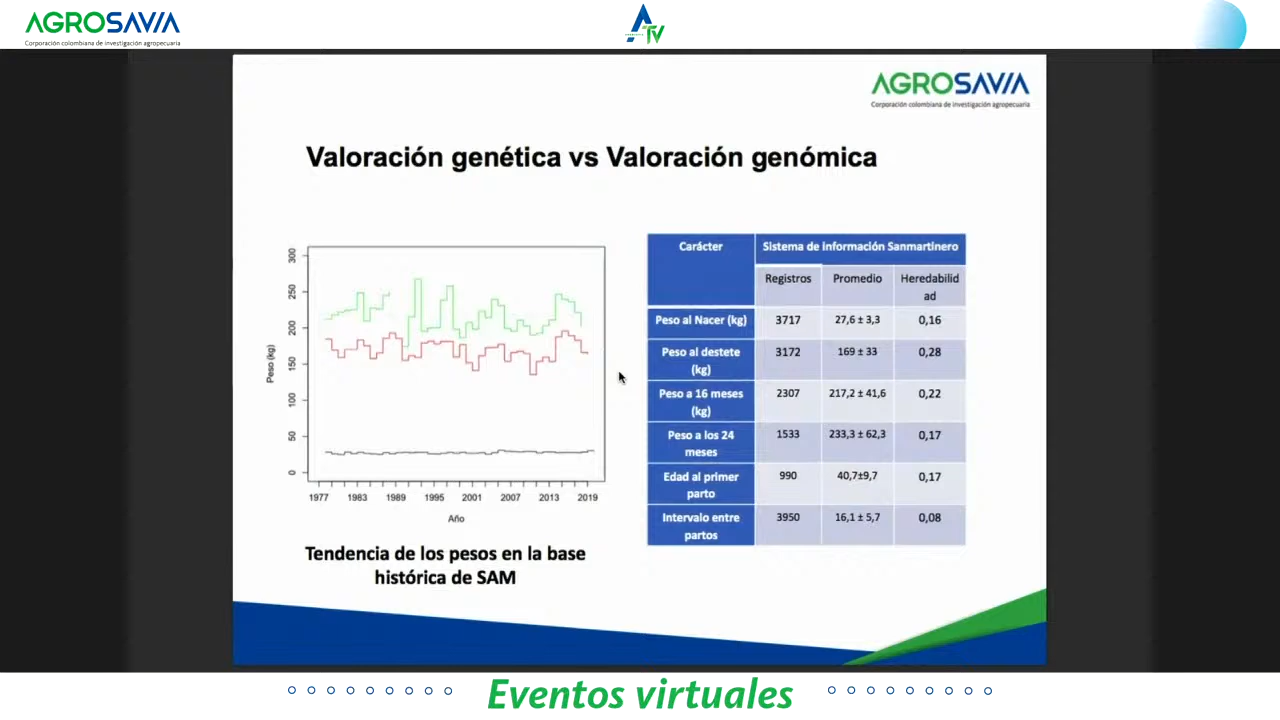 AGROSAVIA
Corporación colombiana de investigación agropecuaria
ATV
AGROSAVIA
Corporación colombiana de investigación agropecuaria
Valoración genética vs Valoración genómica
Peso (kg)
300
250
200
150
100
50
0
1977 1983 1989 1995 2001 2007 2013 2019
Año
Tendencia de los pesos en la base
histórica de SAM
Carácter Sistema de información Sanmartinero
Registros Promedio Heredabilid
ad
Peso al Nacer (kg) 3717 27,6 ± 3,3 0,16
Peso al destete
(kg) 3172 169 ± 33 0,28
Peso a 16 meses
(kg) 2307 217,2 ± 41,6 0,22
Peso a los 24
meses 1533 233,3 ± 62,3 0,17
Edad al primer
parto 990 40,7±9,7 0,17
Intervalo entre
partos 3950 16,1 ± 5,7 0,08
Eventos virtuales